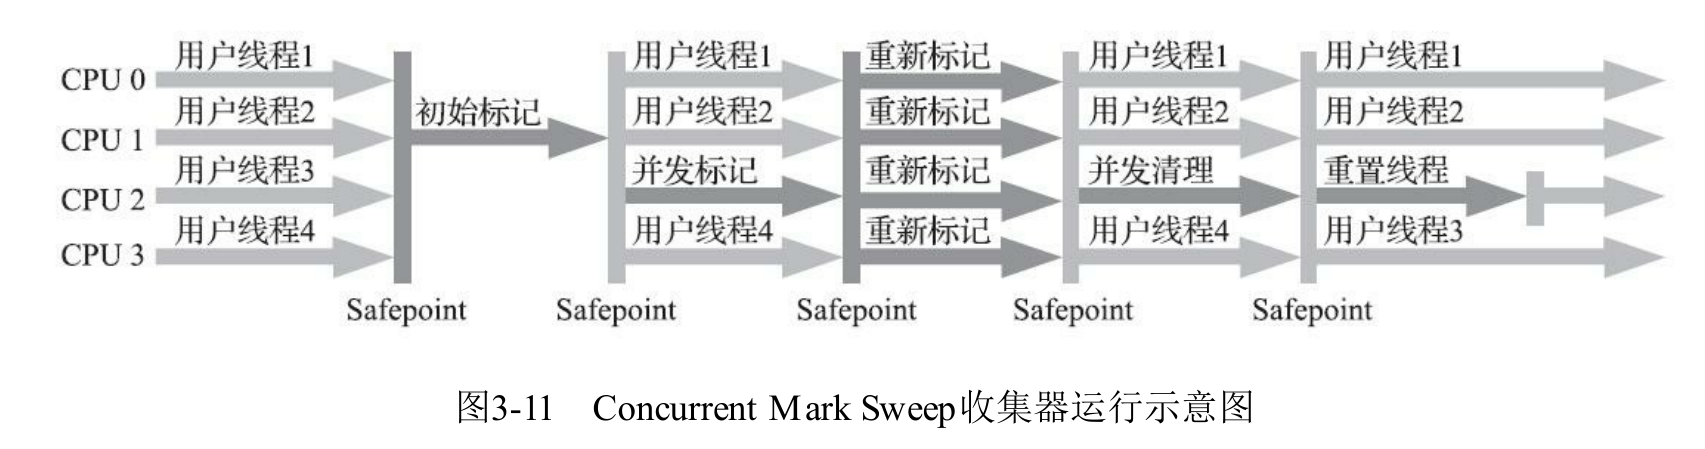 用户线程1 用户线程1 重新标记 用户线程1 用户线程1
CPU 0
用户线程2 初始标记 用户线程2 重新标记 用户线程2 用户线程2
CPU 1
用户线程3 并发标记 重新标记 并发清理 重置线程
CPU 2
用户线程4 用户线程4 重新标记 用户线程4 用户线程3
CPU 3
Safepoint Safepoint Safepoint Safepoint Safepoint
图3-11 Concurrent Mark Sweep收集器运行示意图